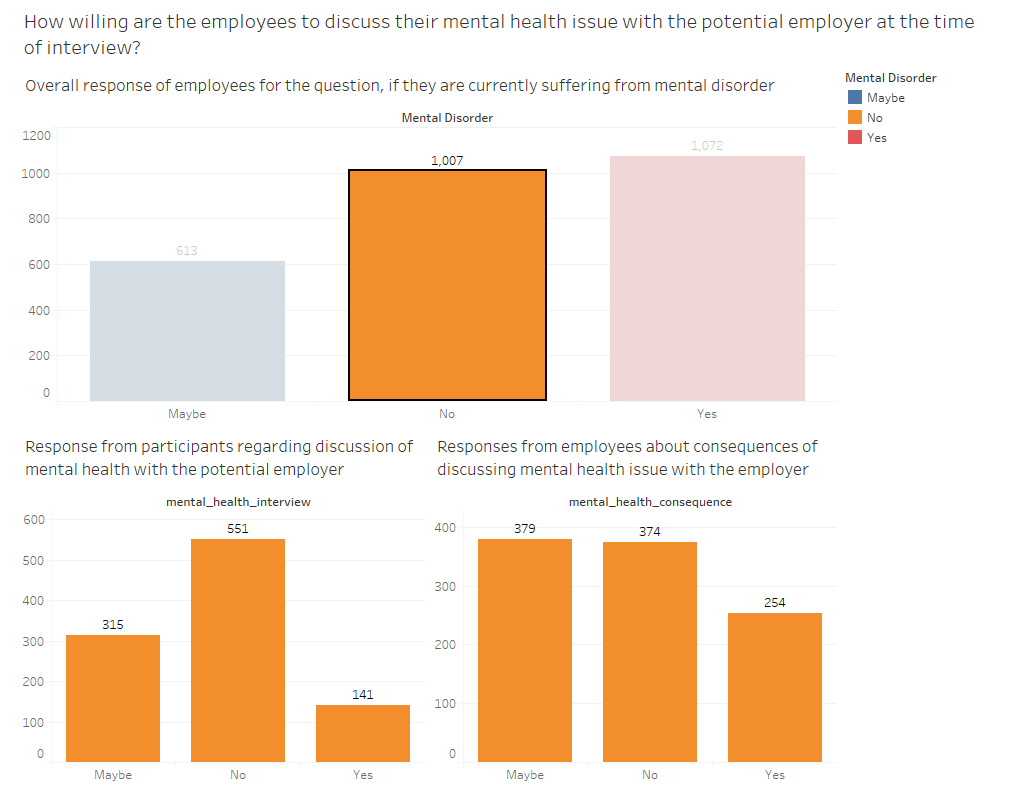 How willing are the employees to discuss their mental health issue with the potential employer at the time
of interview?
Overall response of employees for the question, if they are currently suffering from mental disorder
Mental Disorder
Maybe
No
Yes
Mental Disorder
1200
1000
800
600
400
200
0
613
1,007
1,072
Maybe
No
Yes
Response from participants regarding discussion of
mental health with the potential employer
mental_health_interview
600
500
400
300
200
100
0
315
551
141
Maybe
No
Yes
Responses from employees about consequences of
discussing mental health issue with the employer
mental_health_consequence
400
300
200
100
0
379
374
254
Maybe
No
Yes